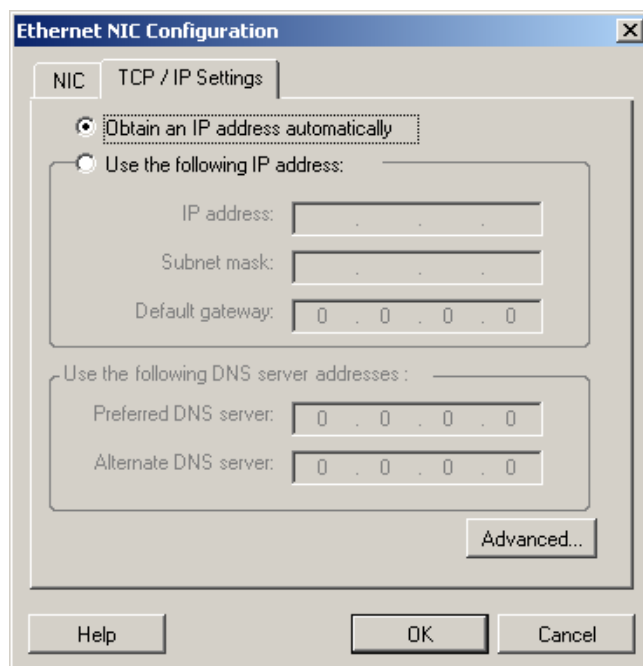 Ethernet NIC Configuration
NIC
TCP / IP Settings
Obtain an IP address automatically
Use the following IP address:
IP address: . . .
Subnet mask: . . .
Default gateway: 0 . 0 . 0 . 0
Use the following DNS server addresses :
Preferred DNS server: 0 . 0 . 0 . 0
Alternate DNS server: 0 . 0 . 0 . 0
Advanced...
Help
OK
Cancel